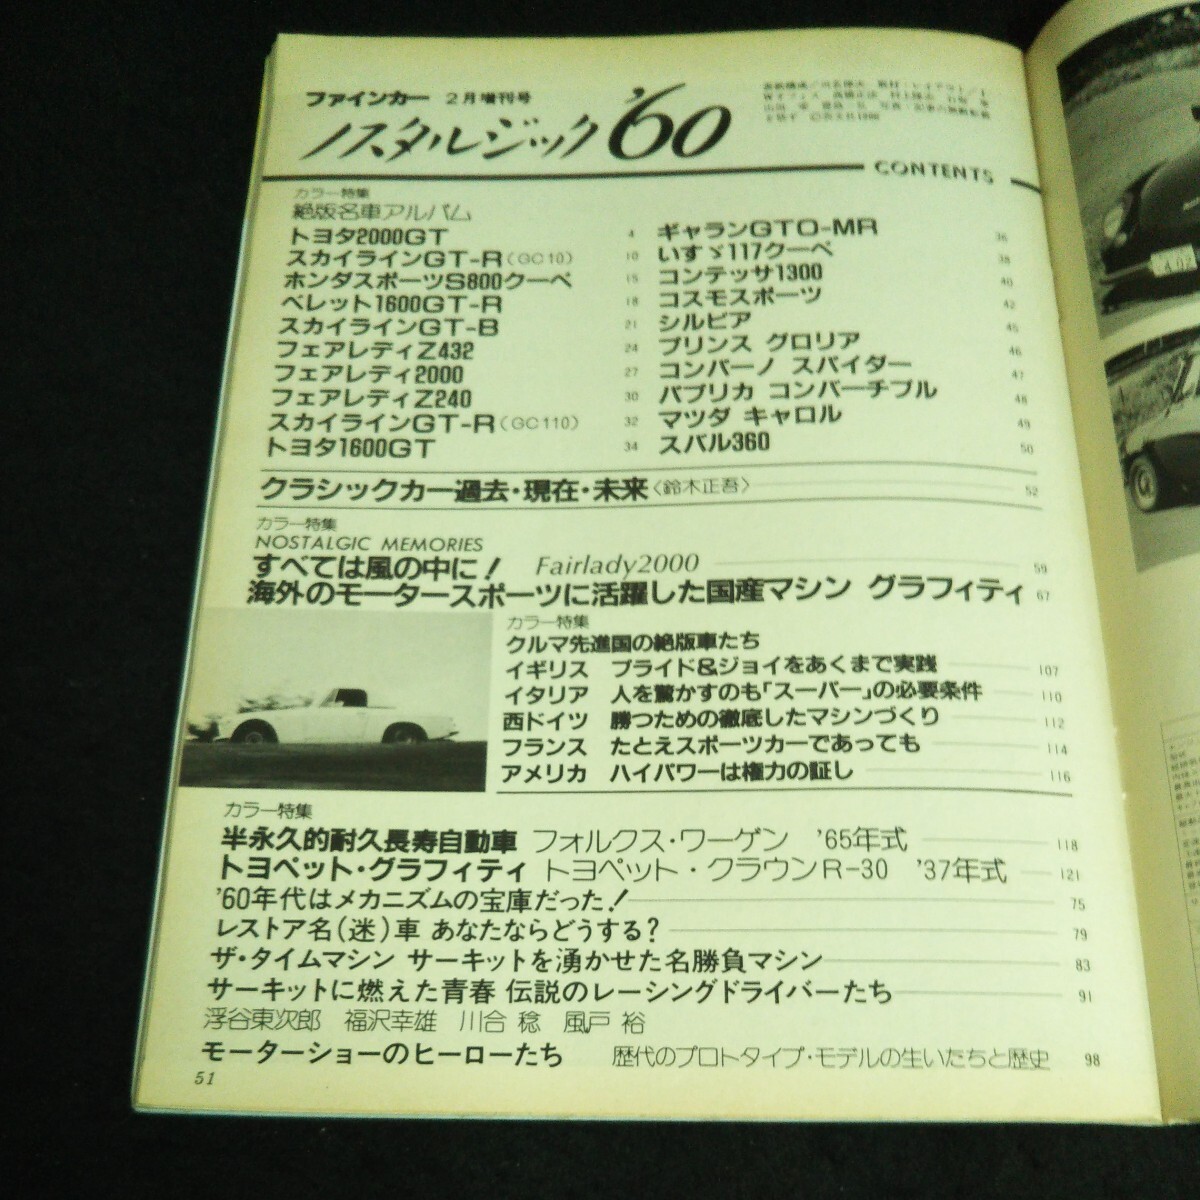 ファインカー 2月増刊号
ノスタルジック'60
CONTENTS
カラー特集
絶版名車アルバム
トヨタ2000GT 4
スカイラインGT-R(GC10) 10
ホンダスポーツS800クーペ 15
ベレット1600GT-R 18
スカイラインGT-B 21
フェアレディZ432 24
フェアレディ2000 27
フェアレディZ240 30
スカイラインGT-R(GC110) 32
トヨタ1600GT 34
ギャランGTO-MR 36
いすゞ117クーペ 38
コンテッサ1300 40
コスモスポーツ 42
シルビア 45
プリンス グロリア 46
コンパーノ スパイダー 47
パブリカ コンバーチブル 48
マツダ キャロル 49
スバル360 50
クラシックカー過去・現在・未来〈鈴木正吾〉 52
カラー特集
NOSTALGIC MEMORIES
すべては風の中に! Fairlady2000 59
海外のモータースポーツに活躍した国産マシン グラフィティ 67
カラー特集
クルマ先進国の絶版車たち
イギリス プライド&ジョイをあくまで実践 107
イタリア 人を驚かすのも「スーパー」の必要条件 110
西ドイツ 勝つための徹底したマシンづくり 112
フランス たとえスポーツカーであっても 114
アメリカ ハイパワーは権力の証し 116
カラー特集
半永久的耐久長寿自動車 フォルクス・ワーゲン '65年式 118
トヨペット・グラフィティ トヨペット・クラウンR-30 '37年式 121
'60年代はメカニズムの宝庫だった! 75
レストア名(迷)車 あなたならどうする? 79
ザ・タイムマシン サーキットを湧かせた名勝負マシン 83
サーキットに燃えた青春 伝説のレーシングドライバーたち 91
浮谷東次郎 福沢幸雄 川合 稔 風戸 裕
モーターショーのヒーローたち 歴代のプロトタイプ・モデルの生いたちと歴史 98
51